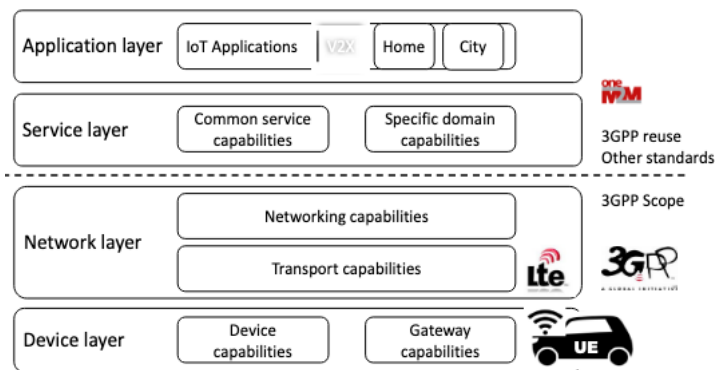 Application layer
IoT Applications
V2X
Home
City
one
M2M
Service layer
Common service
capabilities
Specific domain
capabilities
3GPP reuse
Other standards
3GPP Scope
Network layer
Networking capabilities
Transport capabilities
Lte
3GPP
A GLOBAL INITIATIVE
Device layer
Device
capabilities
Gateway
capabilities
UE